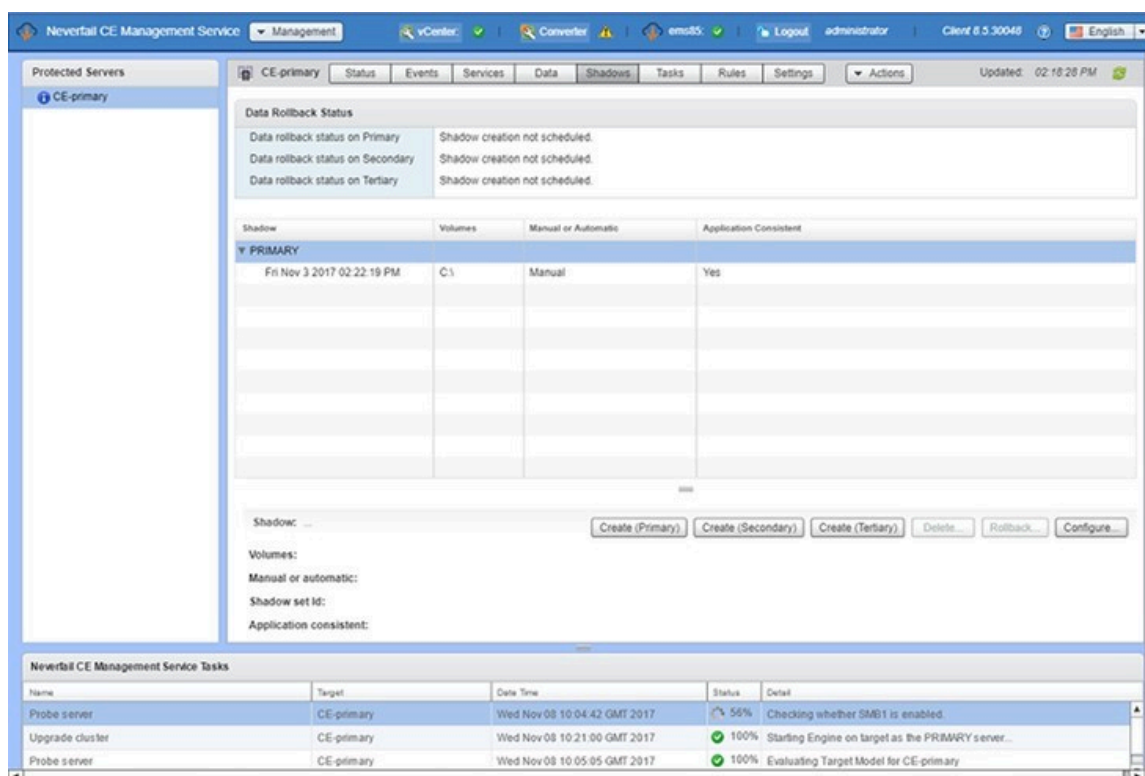 Neverfail CE Management Service Management vCenter: Converter ems85: Logout administrator Client 8.5.30048 English
Protected Servers
CE-primary
CE-primary Status Events Services Data Shadows Tasks Rules Settings Actions Updated: 02:18:28 PM
Data Rollback Status
Data rollback status on Primary Shadow creation not scheduled.
Data rollback status on Secondary Shadow creation not scheduled.
Data rollback status on Tertiary Shadow creation not scheduled.
Shadow Volumes Manual or Automatic Application Consistent
PRIMARY
Fri Nov 3 2017 02:22:19 PM C:\ Manual Yes
Shadow: ... Create (Primary) Create (Secondary) Create (Tertiary) Delete... Rollback... Configure...
Volumes:
Manual or automatic:
Shadow set Id:
Application consistent:
Neverfail CE Management Service Tasks
Name Target Date Time Status Detail
Probe server CE-primary Wed Nov 08 10:04:42 GMT 2017 56% Checking whether SMB1 is enabled.
Upgrade cluster CE-primary Wed Nov 08 10:21:00 GMT 2017 100% Starting Engine on target as the PRIMARY server...
Probe server CE-primary Wed Nov 08 10:05:05 GMT 2017 100% Evaluating Target Model for CE-primary